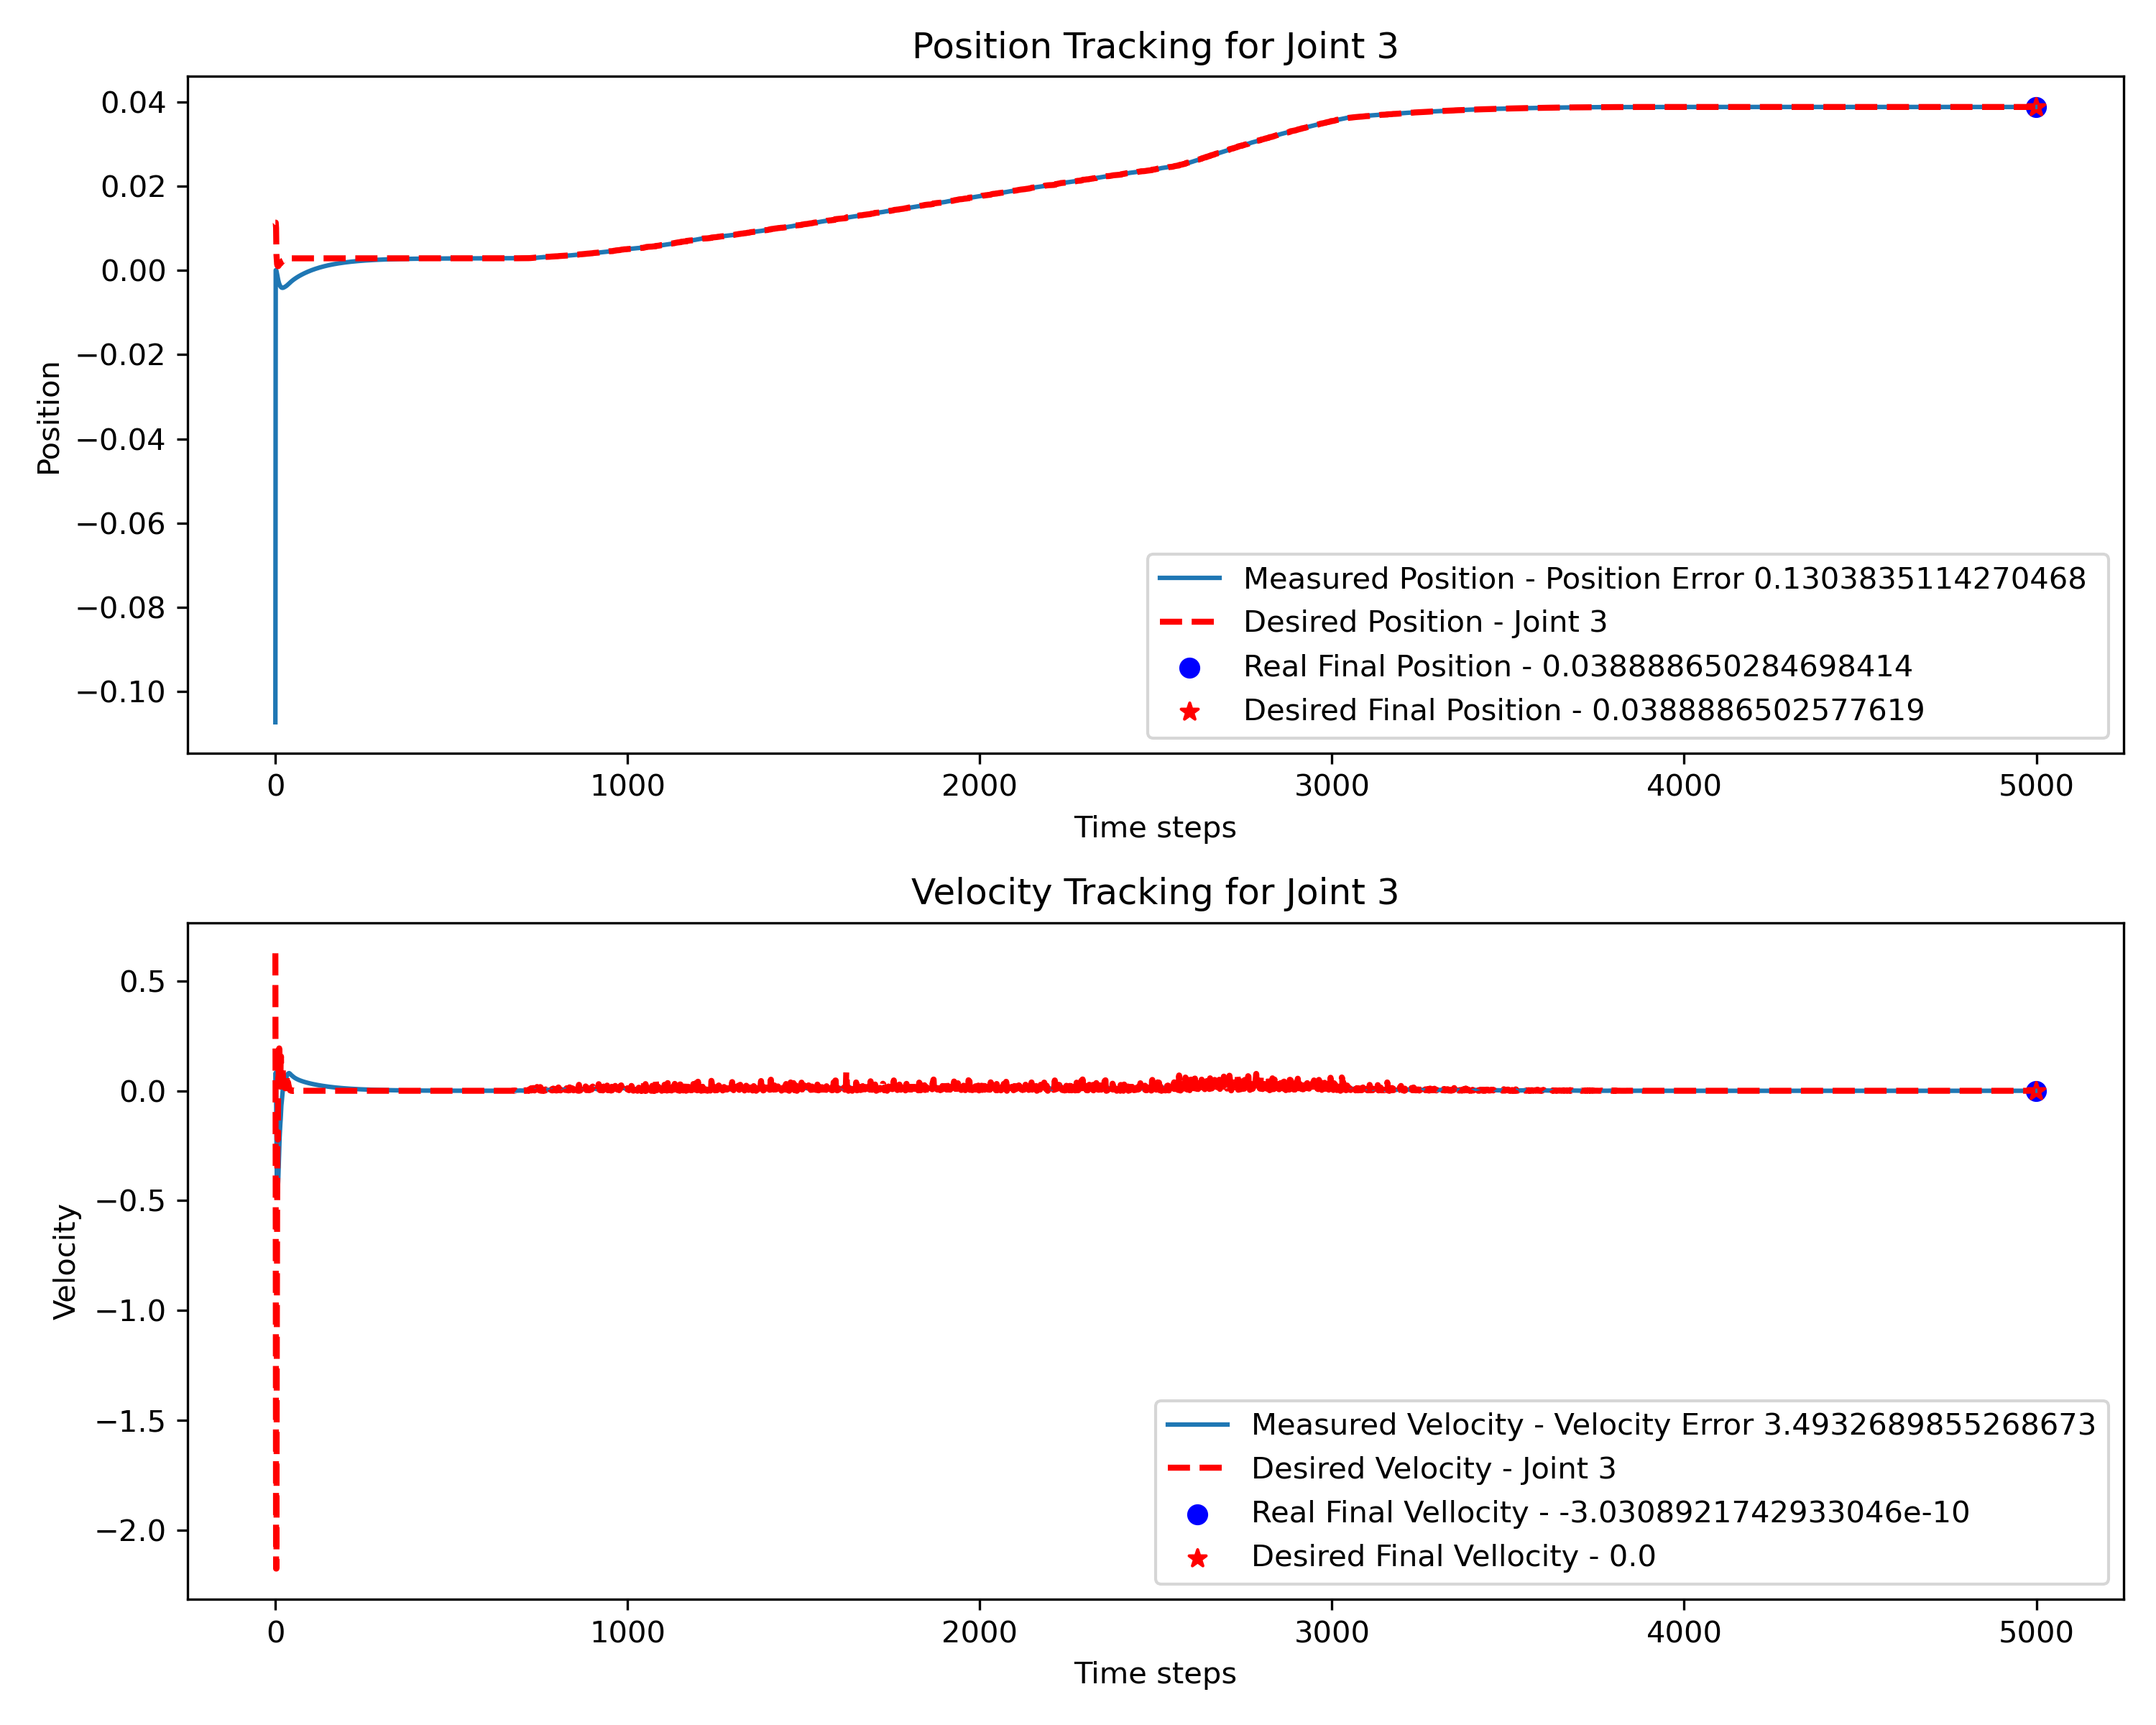 Position Tracking for Joint 3
0.04
0.02
0.00
−0.02
−0.04
−0.06
−0.08
−0.10
Position
Measured Position - Position Error 0.1303835114270468
Desired Position - Joint 3
Real Final Position - 0.038888650284698414
Desired Final Position - 0.0388886502577619
0 1000 2000 3000 4000 5000
Time steps
Velocity Tracking for Joint 3
0.5
0.0
−0.5
−1.0
−1.5
−2.0
Velocity
Measured Velocity - Velocity Error 3.4932689855268673
Desired Velocity - Joint 3
Real Final Vellocity - -3.0308921742933046e-10
Desired Final Vellocity - 0.0
0 1000 2000 3000 4000 5000
Time steps